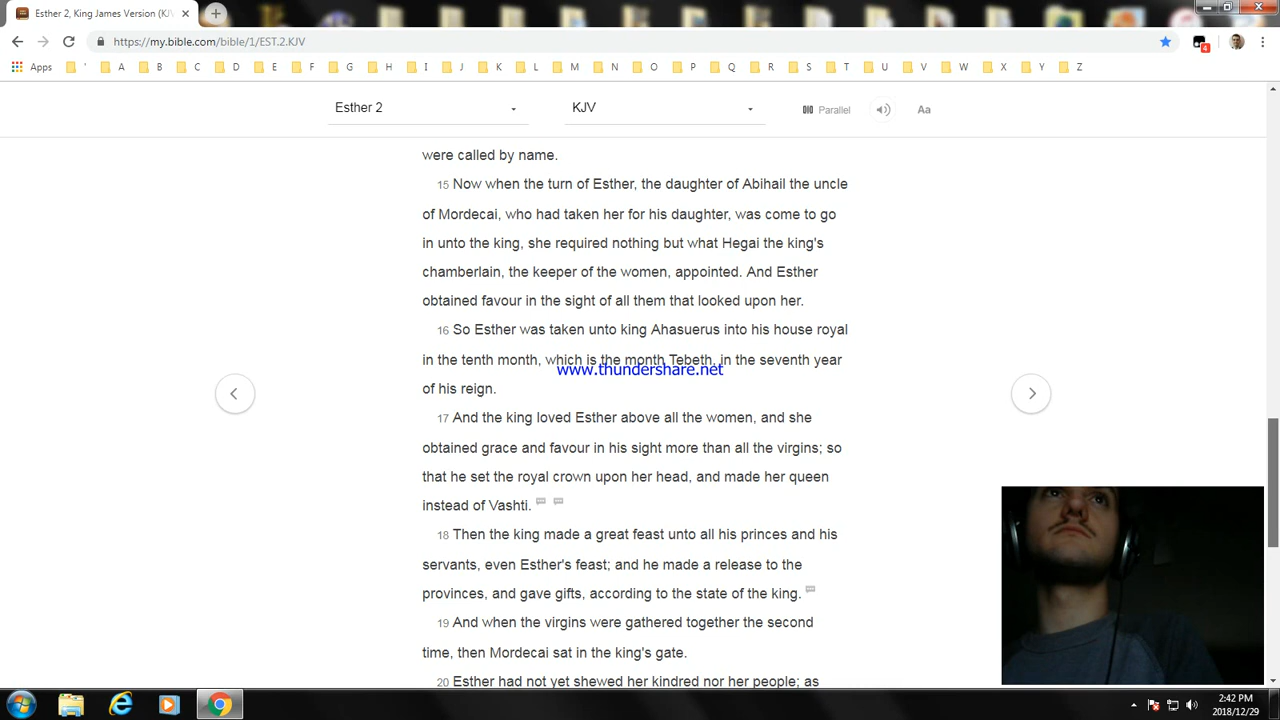 Esther 2, King James Version (KJV
https://my.bible.com/bible/1/EST.2.KJV
4
Apps ' A B C D E F G H I J K L M N O P Q R S T U V W X Y Z
Esther 2 KJV Parallel Aa
were called by name.
15 Now when the turn of Esther, the daughter of Abihail the uncle
of Mordecai, who had taken her for his daughter, was come to go
in unto the king, she required nothing but what Hegai the king's
chamberlain, the keeper of the women, appointed. And Esther
obtained favour in the sight of all them that looked upon her.
16 So Esther was taken unto king Ahasuerus into his house royal
in the tenth month, which is the month Tebeth, in the seventh year
www.thundershare.net
of his reign.
17 And the king loved Esther above all the women, and she
obtained grace and favour in his sight more than all the virgins; so
that he set the royal crown upon her head, and made her queen
instead of Vashti.
18 Then the king made a great feast unto all his princes and his
servants, even Esther's feast; and he made a release to the
provinces, and gave gifts, according to the state of the king.
19 And when the virgins were gathered together the second
time, then Mordecai sat in the king's gate.
20 Esther had not yet shewed her kindred nor her people; as
2:42 PM
2018/12/29